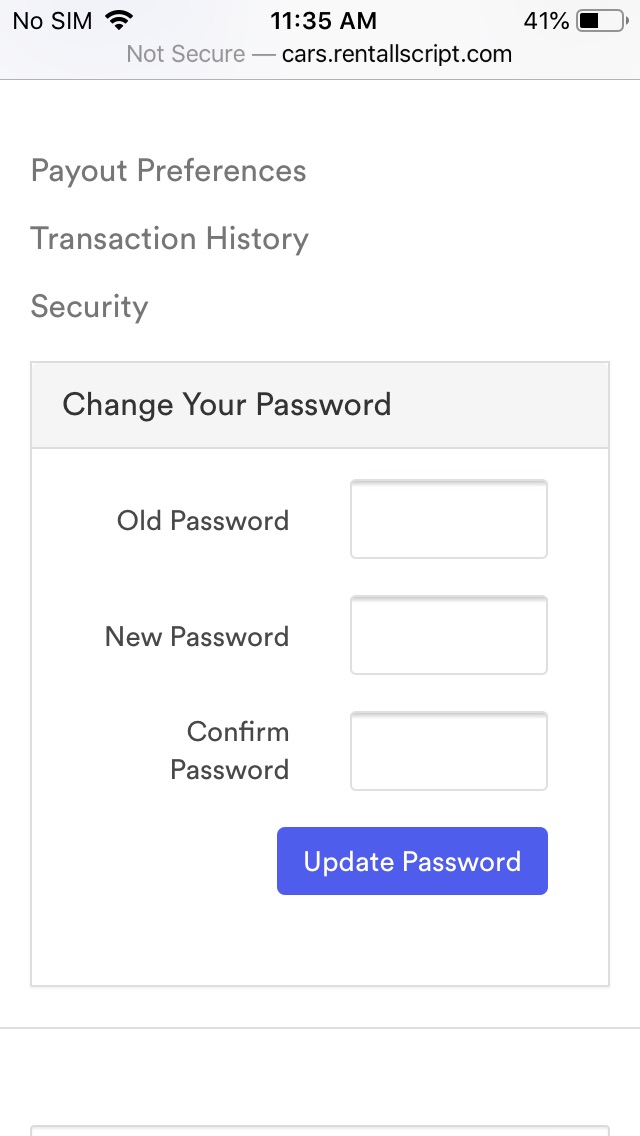 No SIM 11:35 AM 41%
Not Secure — cars.rentallscript.com
Payout Preferences
Transaction History
Security
Change Your Password
Old Password
New Password
Confirm
Password
Update Password